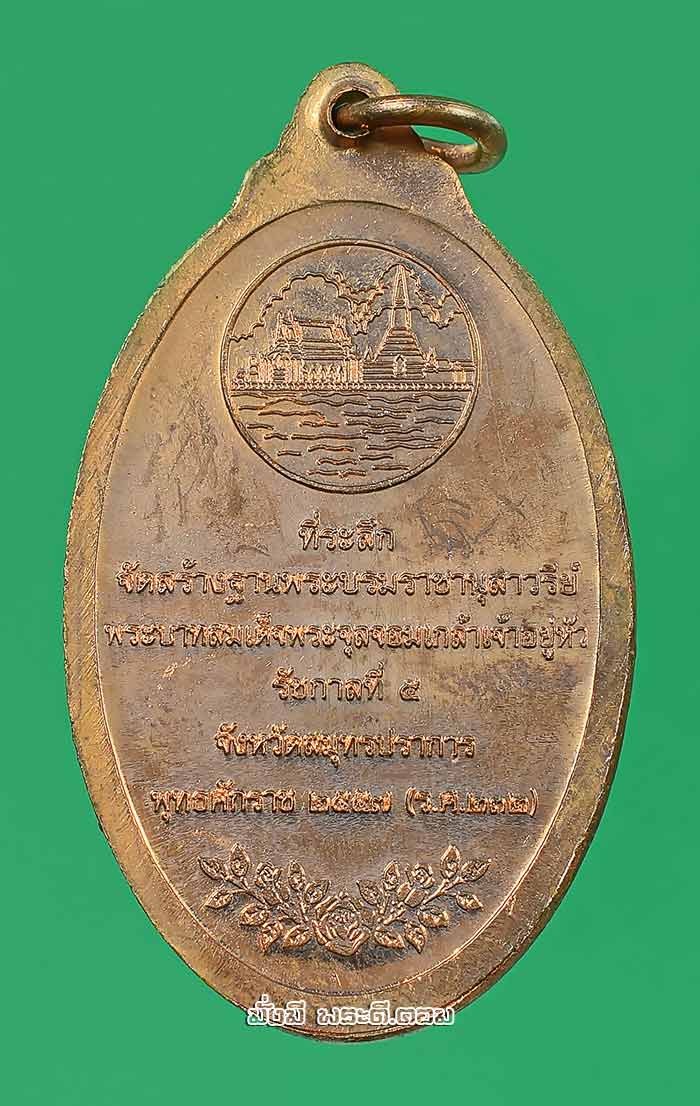 ที่ระลึก
จัดสร้างฐานพระบรมราชานุสาวรีย์
พระบาทสมเด็จพระจุลจอมเกล้าเจ้าอยู่หัว
รัชกาลที่ ๕
จังหวัดสมุทรปราการ
พุทธศักราช ๒๕๕๗ (ร.ศ.๒๓๒)
มั่งมี พระดี.คอม